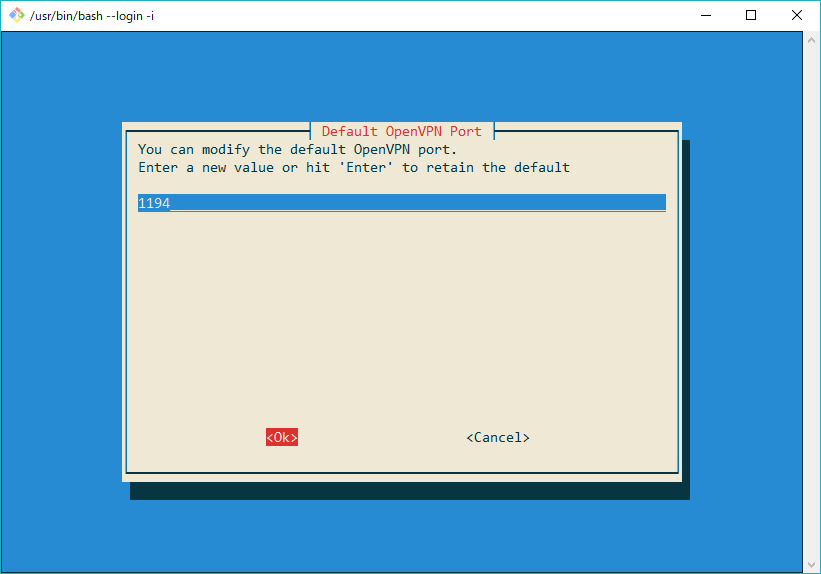 /usr/bin/bash --login -i
Default OpenVPN Port
You can modify the default OpenVPN port.
Enter a new value or hit 'Enter' to retain the default
1194
<Ok> <Cancel>